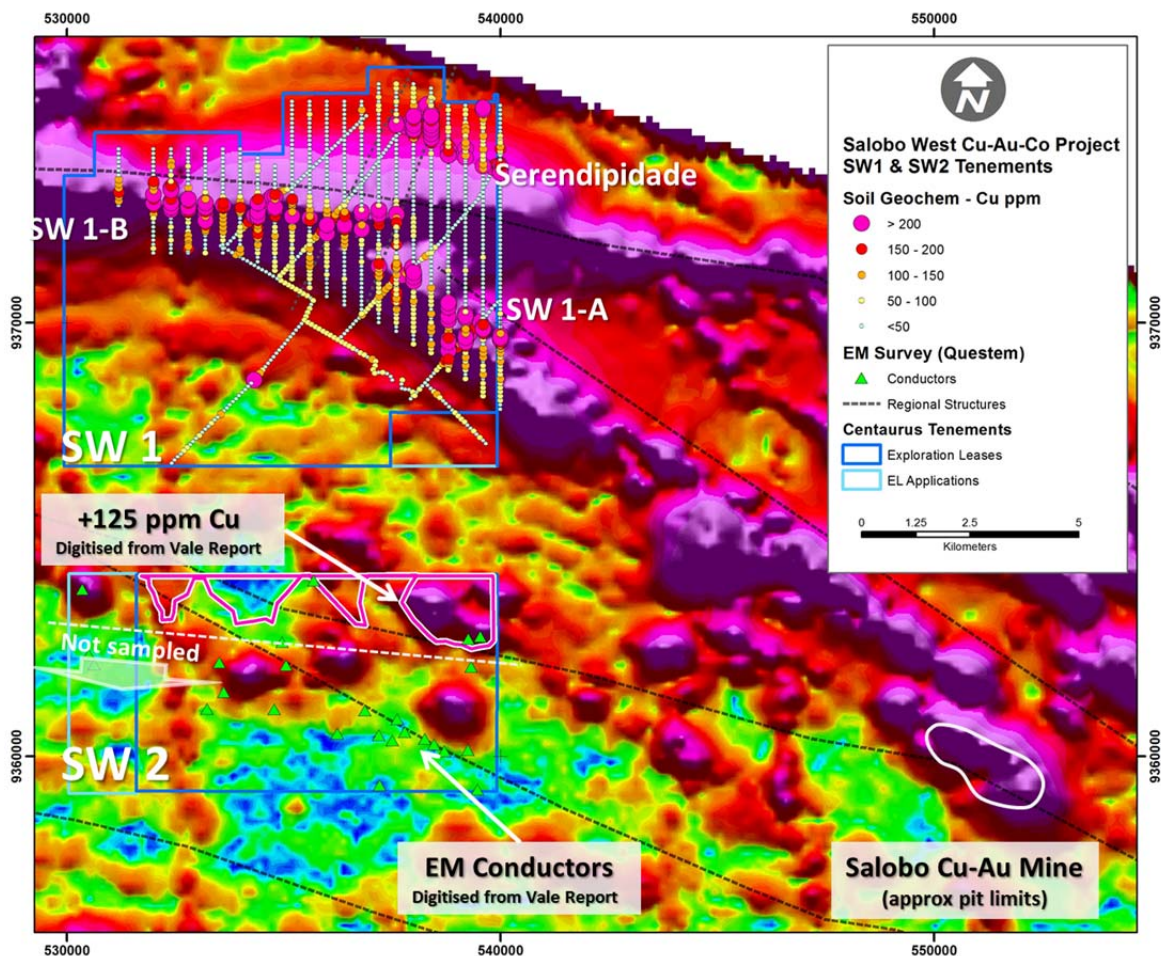 530000
540000
550000
N
Salobo West Cu-Au-Co Project
SW1 & SW2 Tenements
Soil Geochem - Cu ppm
> 200
150 - 200
100 - 150
50 - 100
<50
EM Survey (Questem)
Conductors
Regional Structures
Centaurus Tenements
Exploration Leases
EL Applications
0 1.25 2.5 5
Kilometers
Serendipidade
SW 1-B
SW 1-A
9370000
9370000
SW 1
+125 ppm Cu
Digitised from Vale Report
Not sampled
SW 2
9360000
9360000
EM Conductors
Digitised from Vale Report
Salobo Cu-Au Mine
(approx pit limits)
530000
540000
550000